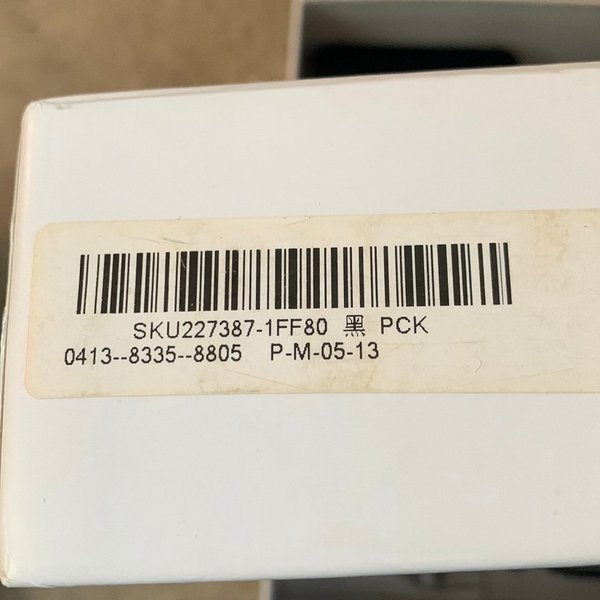 SKU227387-1FF80 黑 PCK
0413--8335--8805 P-M-05-13